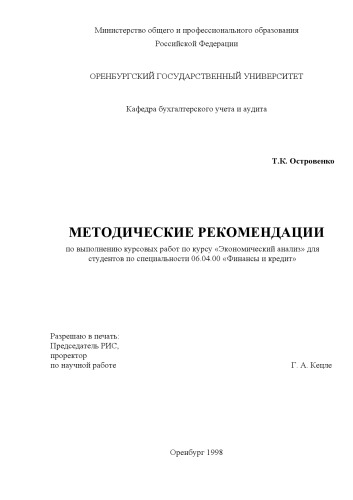 Министерство общего и профессионального образования
Российской Федерации
ОРЕНБУРГСКИЙ ГОСУДАРСТВЕННЫЙ УНИВЕРСИТЕТ
Кафедра бухгалтерского учета и аудита
Т.К. Островенко
МЕТОДИЧЕСКИЕ РЕКОМЕНДАЦИИ
по выполнению курсовых работ по курсу «Экономический анализ» для
студентов по специальности 06.04.00 «Финансы и кредит»
Разрешаю в печать:
Председатель РИС,
проректор
по научной работе Г. А. Кецле
Оренбург 1998